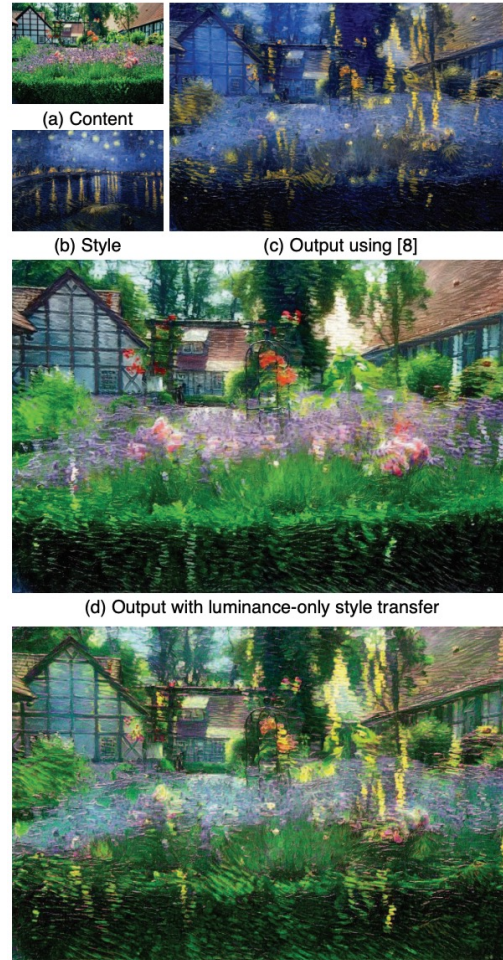 (a) Content
(b) Style
(c) Output using [8]
(d) Output with luminance-only style transfer